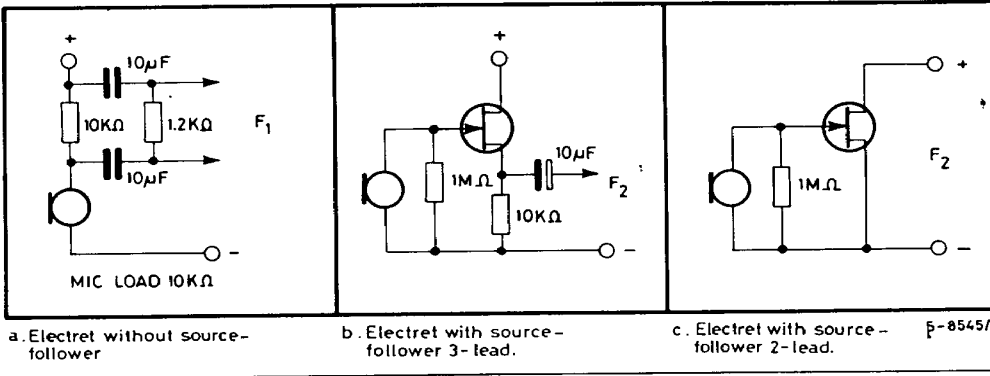 +
10µF
10KΩ
1.2KΩ
F1
10µF
-
MIC LOAD 10KΩ
+
1MΩ
10µF
F2
10KΩ
-
+
1MΩ
F2
-
a. Electret without source-
follower
b. Electret with source-
follower 3-lead.
c. Electret with source-
follower 2-lead.